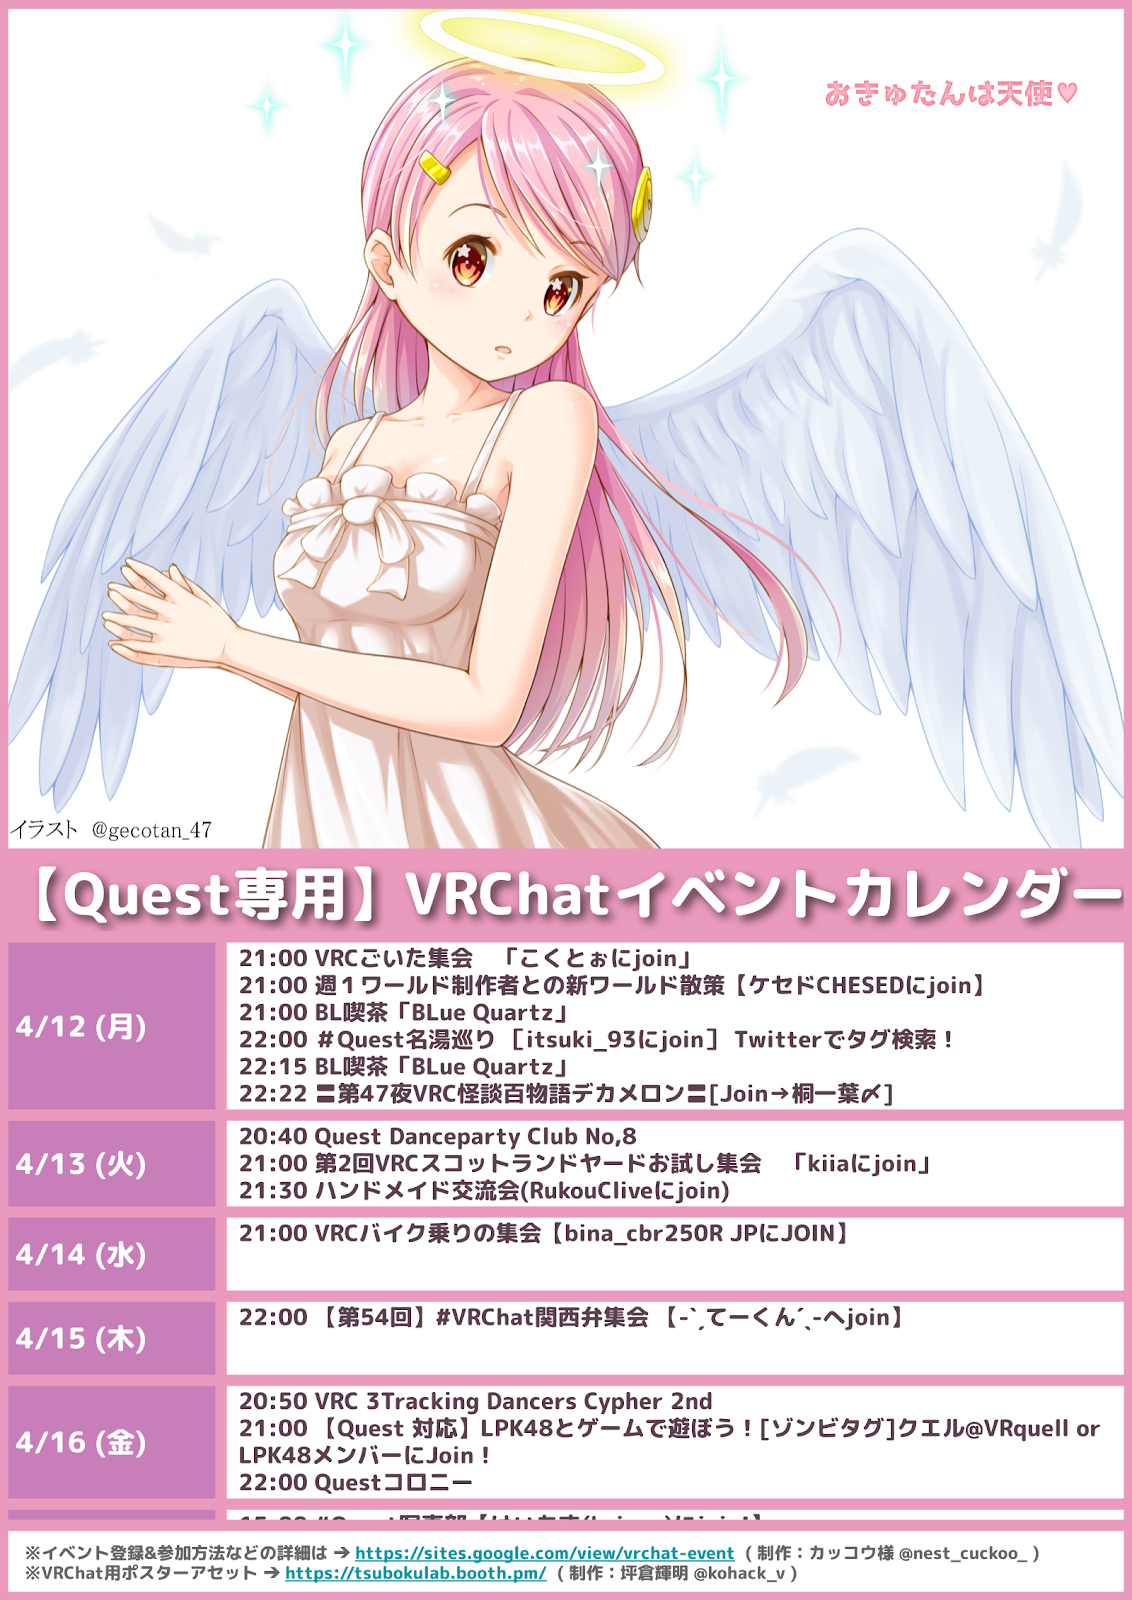 おきゅたんは天使♥
イラスト @gecotan_47
【Quest専用】VRChatイベントカレンダー
4/12 (月)
21:00 VRCごいた集会 「こくとぉにjoin」
21:00 週１ワールド制作者との新ワールド散策【ケセドCHESEDにjoin】
21:00 BL喫茶「BLue Quartz」
22:00 ＃Quest名湯巡り ［itsuki_93にjoin］ Twitterでタグ検索！
22:15 BL喫茶「BLue Quartz」
22:22 〓第47夜VRC怪談百物語デカメロン〓[Join→桐一葉〆]
4/13 (火)
20:40 Quest Danceparty Club No,8
21:00 第2回VRCスコットランドヤードお試し集会 「kiiaにjoin」
21:30 ハンドメイド交流会(RukouCliveにjoin)
4/14 (水)
21:00 VRCバイク乗りの集会【bina_cbr250R JPにJOIN】
4/15 (木)
22:00 【第54回】#VRChat関西弁集会 【-ˋˏてーくんˊˎ-へjoin】
4/16 (金)
20:50 VRC 3Tracking Dancers Cypher 2nd
21:00 【Quest 対応】LPK48とゲームで遊ぼう！[ゾンビタグ]クエル@VRquell or
LPK48メンバーにJoin！
22:00 Questコロニー
※イベント登録&参加方法などの詳細は ➔ https://sites.google.com/view/vrchat-event （ 制作：カッコウ様 @nest_cuckoo_ ）
※VRChat用ポスターアセット ➔ https://tsubokulab.booth.pm/ （ 制作：坪倉輝明 @kohack_v ）